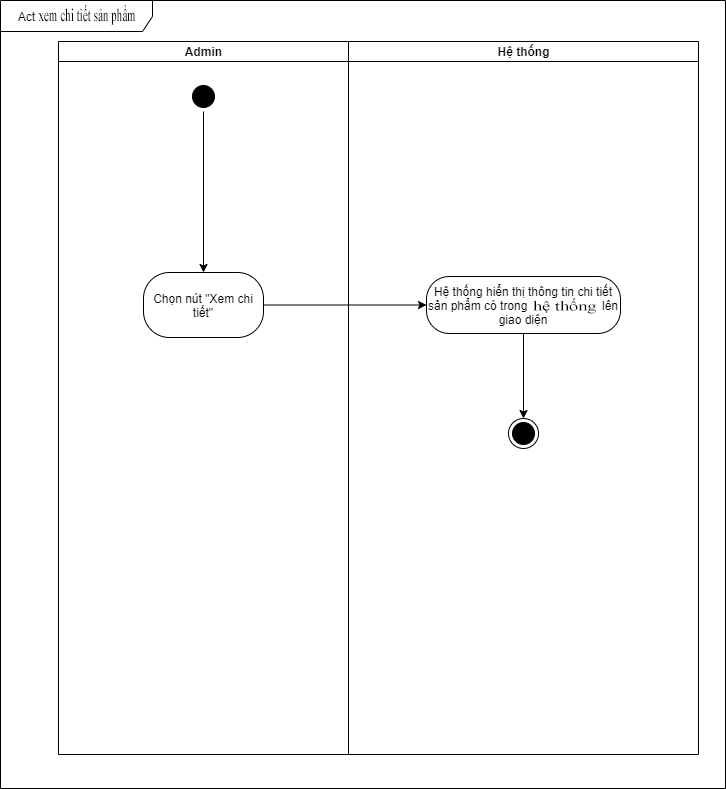 Act xem chi tiết sản phẩm
Admin
Hệ thống
Chọn nút "Xem chi
tiết"
Hệ thống hiển thị thông tin chi tiết
sản phẩm có trong hệ thống lên
giao diện